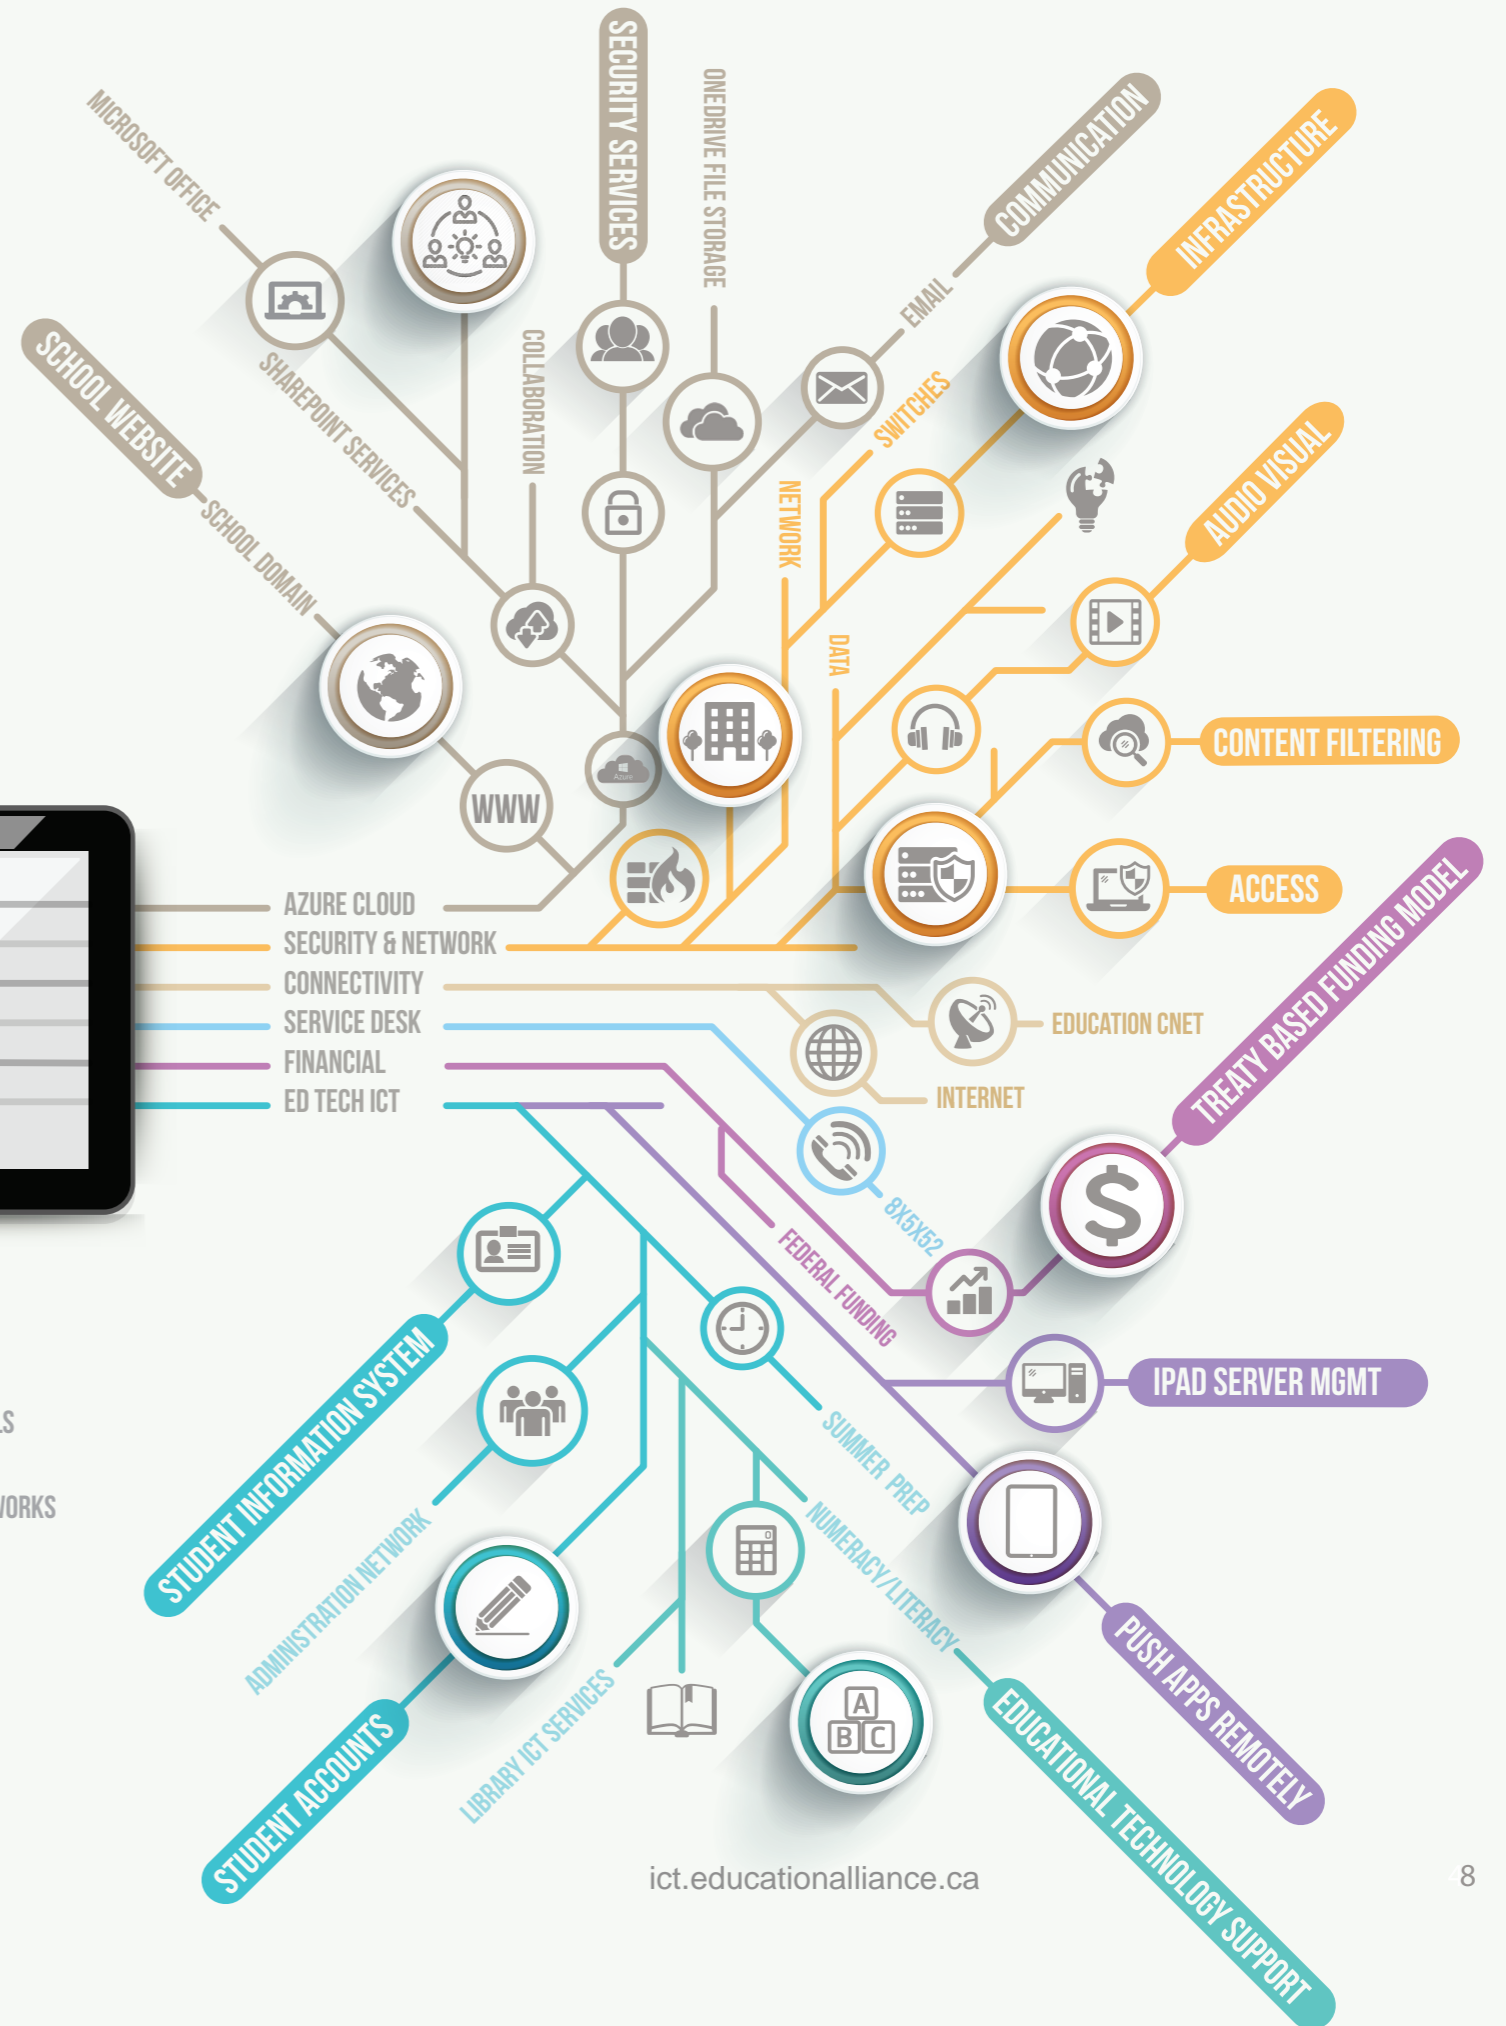 SECURITY SERVICES
ONEDRIVE FILE STORAGE
MICROSOFT OFFICE
COMMUNICATION
INFRASTRUCTURE
EMAIL
SCHOOL WEBSITE
SHAREPOINT SERVICES
COLLABORATION
SWITCHES
AUDIO VISUAL
NETWORK
SCHOOL DOMAIN
DATA
CONTENT FILTERING
Azure
WWW
ACCESS
AZURE CLOUD
SECURITY & NETWORK
CONNECTIVITY
SERVICE DESK
FINANCIAL
ED TECH ICT
EDUCATION CNET
INTERNET
TREATY BASED FUNDING MODEL
$
8X5X52
FEDERAL FUNDING
IPAD SERVER MGMT
STUDENT INFORMATION SYSTEM
LS
SUMMER PREP
WORKS
ADMINISTRATION NETWORK
NUMERACY/LITERACY
LIBRARY ICT SERVICES
PUSH APPS REMOTELY
A
B C
STUDENT ACCOUNTS
EDUCATIONAL TECHNOLOGY SUPPORT
ict.educationalliance.ca
8